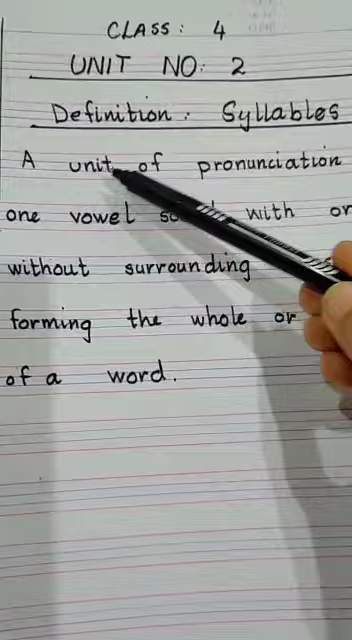 CLASS: 4
UNIT NO: 2
Definition: Syllables
A unit of pronunciation
one vowel with or
without surrounding
forming the whole or
of a word.